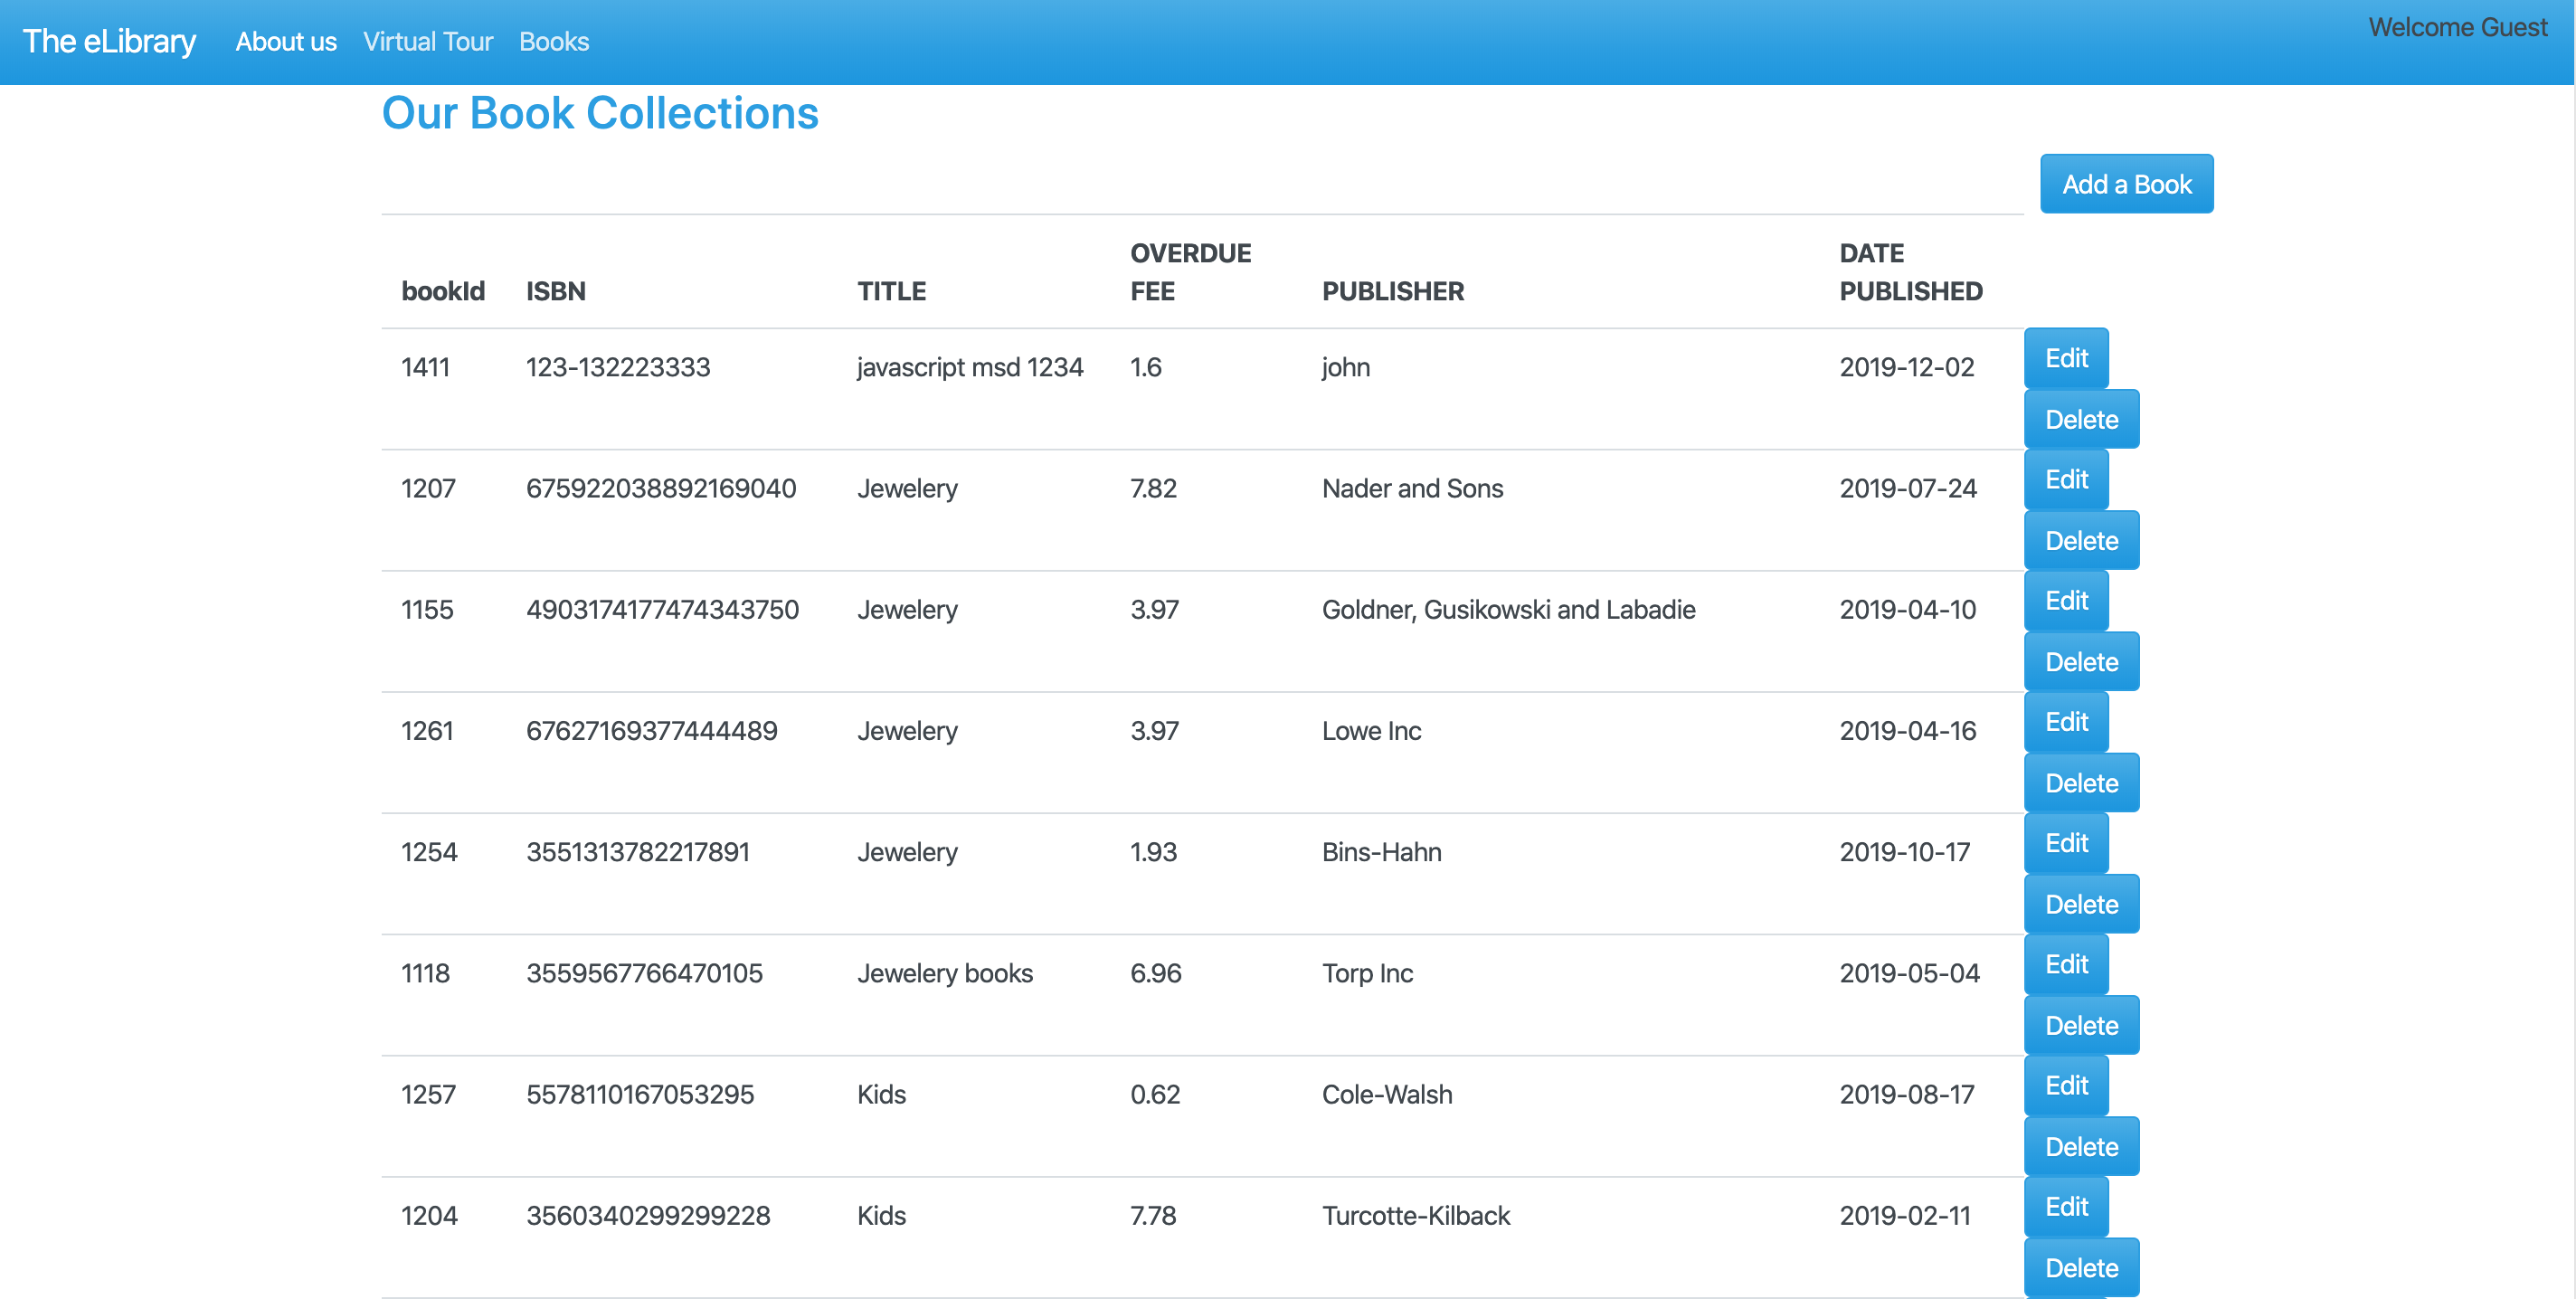 The eLibrary About us Virtual Tour Books Welcome Guest
Our Book Collections
Add a Book
bookId ISBN TITLE OVERDUE FEE PUBLISHER DATE PUBLISHED
1411 123-132223333 javascript msd 1234 1.6 john 2019-12-02 Edit
Delete
1207 675922038892169040 Jewelery 7.82 Nader and Sons 2019-07-24 Edit
Delete
1155 4903174177474343750 Jewelery 3.97 Goldner, Gusikowski and Labadie 2019-04-10 Edit
Delete
1261 67627169377444489 Jewelery 3.97 Lowe Inc 2019-04-16 Edit
Delete
1254 3551313782217891 Jewelery 1.93 Bins-Hahn 2019-10-17 Edit
Delete
1118 3559567766470105 Jewelery books 6.96 Torp Inc 2019-05-04 Edit
Delete
1257 5578110167053295 Kids 0.62 Cole-Walsh 2019-08-17 Edit
Delete
1204 3560340299299228 Kids 7.78 Turcotte-Kilback 2019-02-11 Edit
Delete